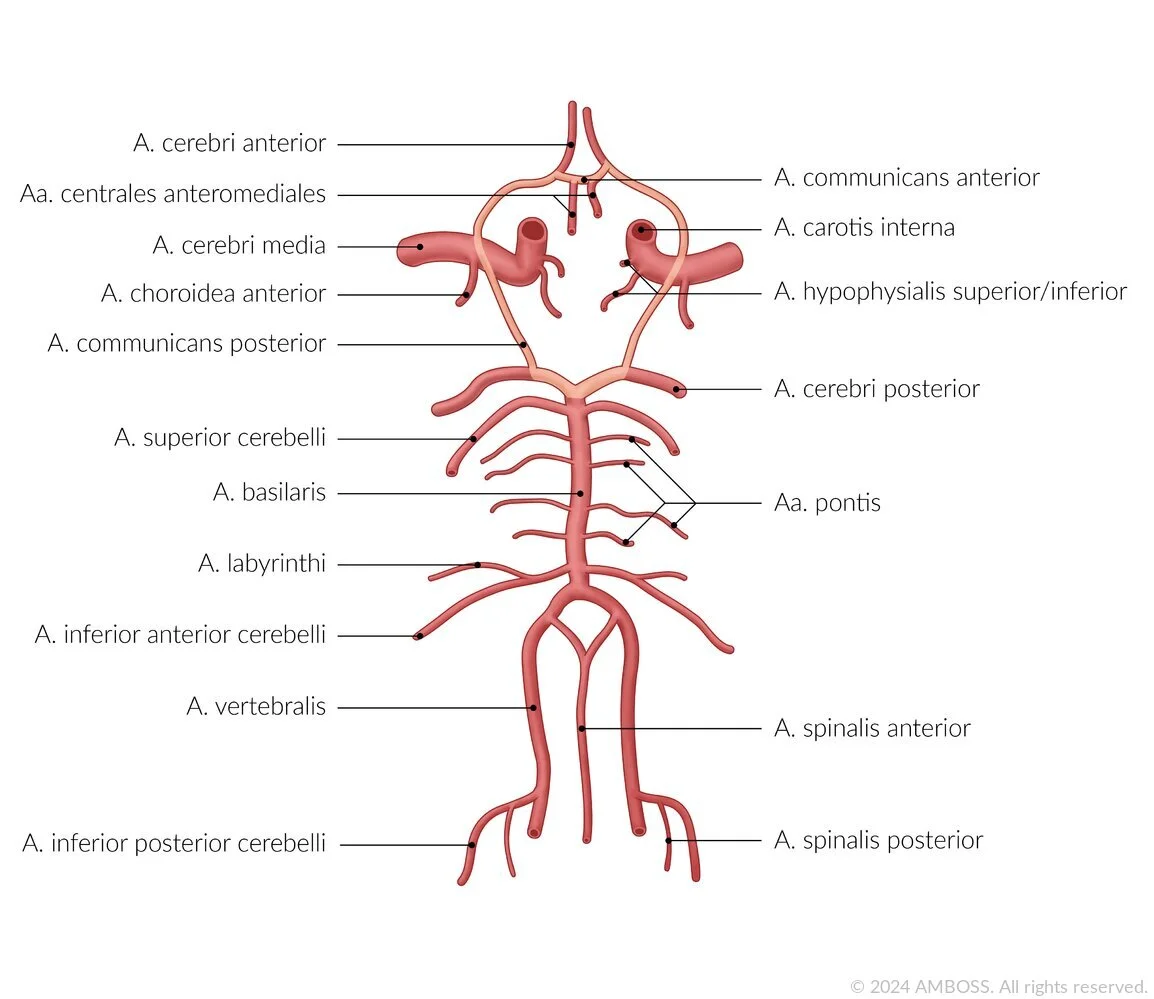 A. cerebri anterior
Aa. centrales anteromediales
A. cerebri media
A. choroidea anterior
A. communicans posterior
A. superior cerebelli
A. basilaris
A. labyrinthi
A. inferior anterior cerebelli
A. vertebralis
A. inferior posterior cerebelli
A. communicans anterior
A. carotis interna
A. hypophysialis superior/inferior
A. cerebri posterior
Aa. pontis
A. spinalis anterior
A. spinalis posterior
© 2024 AMBOSS. All rights reserved.